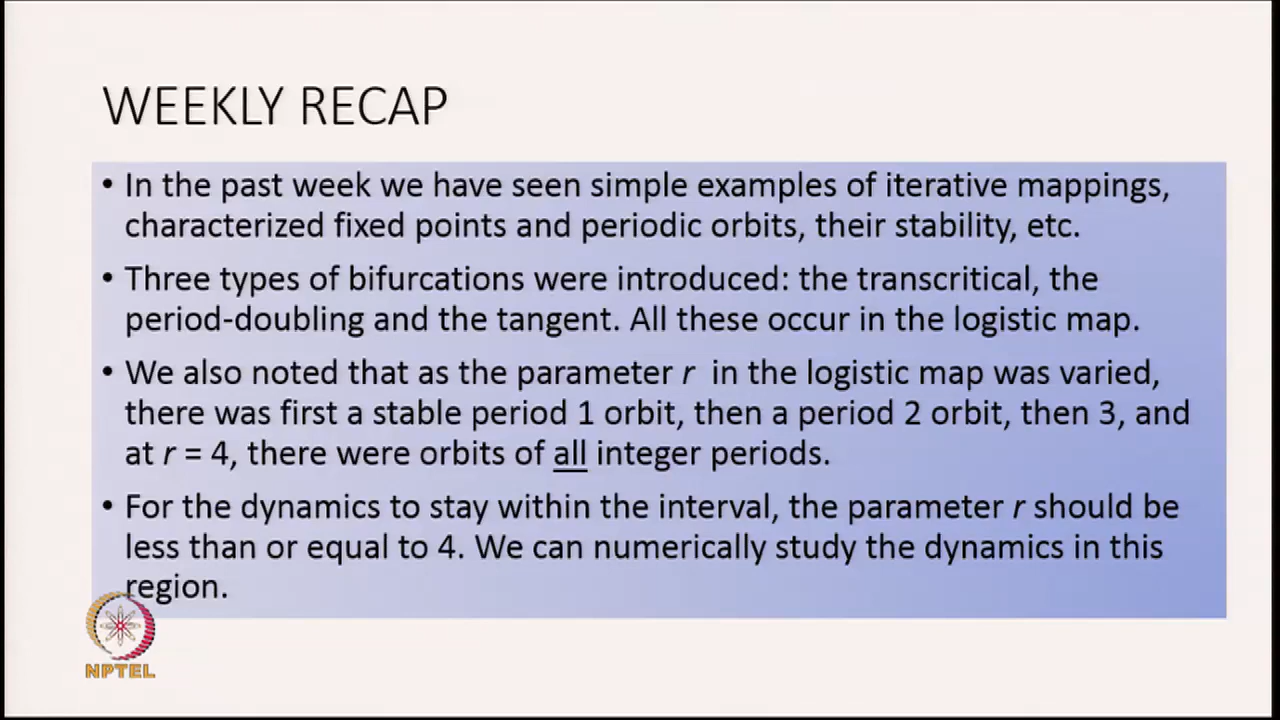 WEEKLY RECAP
• In the past week we have seen simple examples of iterative mappings,
characterized fixed points and periodic orbits, their stability, etc.
• Three types of bifurcations were introduced: the transcritical, the
period-doubling and the tangent. All these occur in the logistic map.
• We also noted that as the parameter r in the logistic map was varied,
there was first a stable period 1 orbit, then a period 2 orbit, then 3, and
at r = 4, there were orbits of all integer periods.
• For the dynamics to stay within the interval, the parameter r should be
less than or equal to 4. We can numerically study the dynamics in this
region.
NPTEL